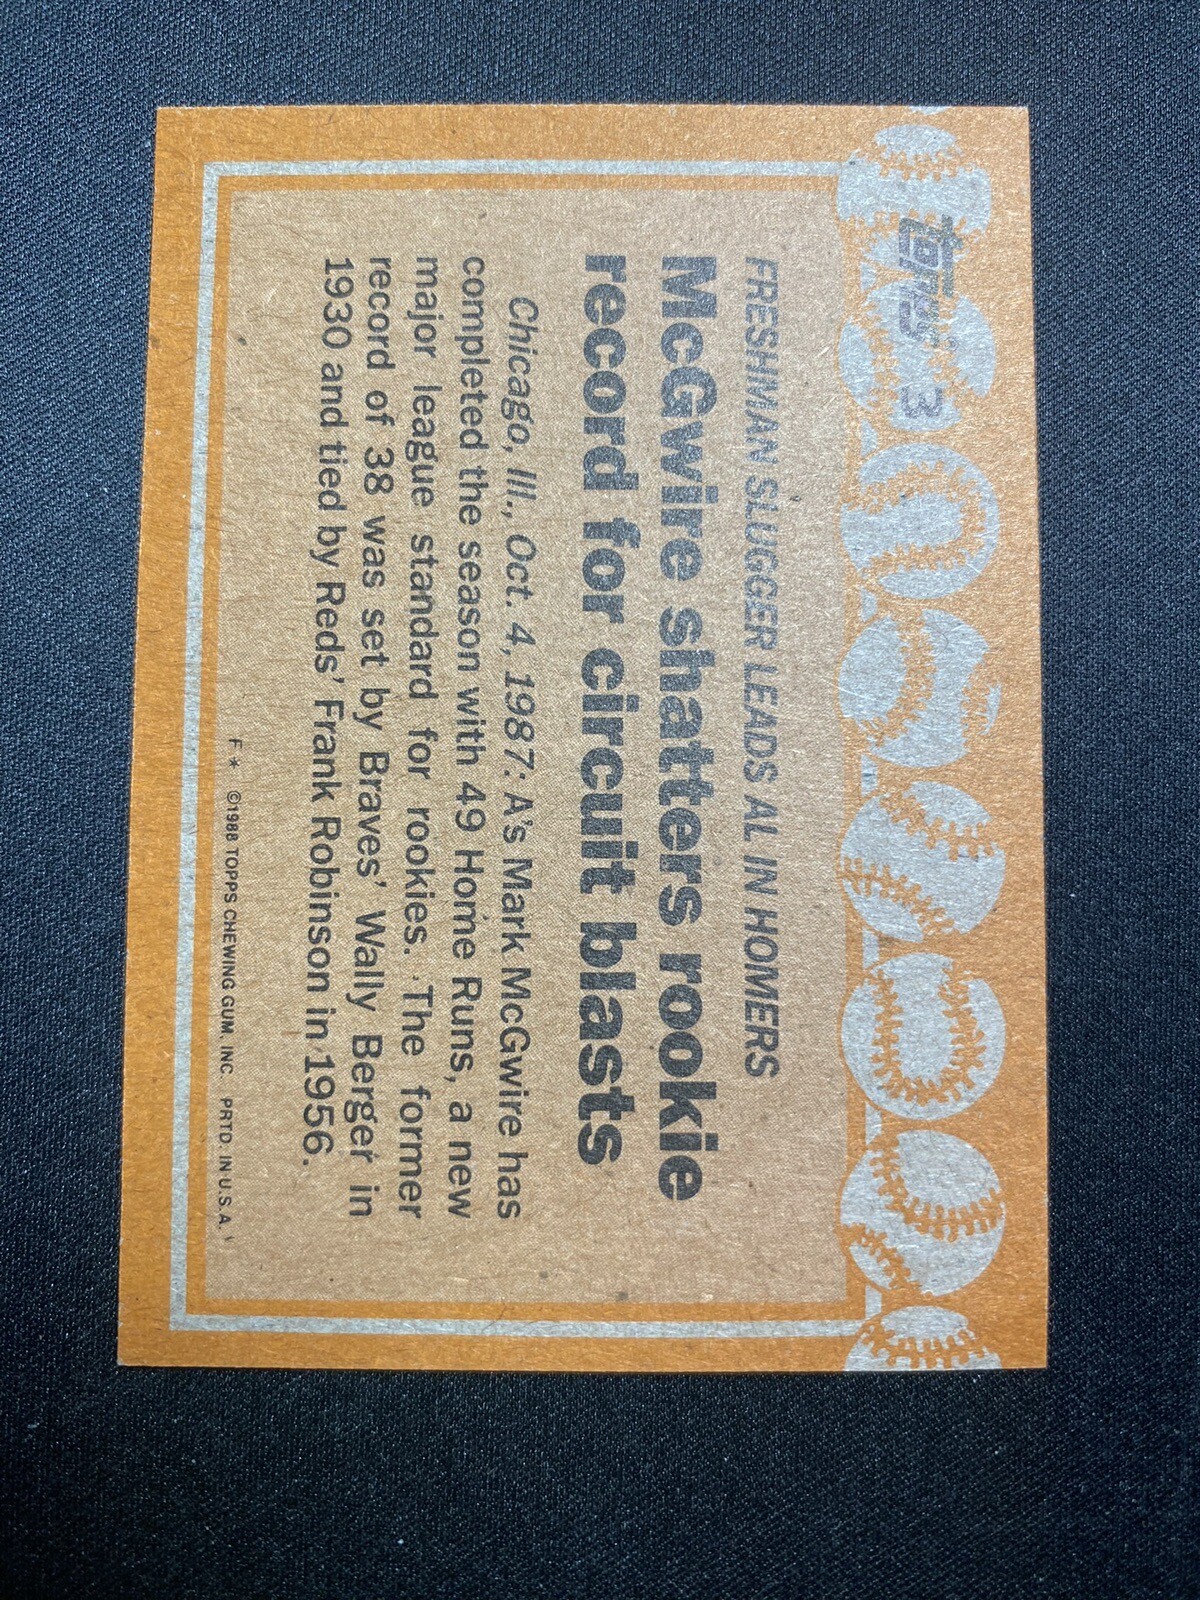 topps® 3
FRESHMAN SLUGGER LEADS AL IN HOMERS
McGwire shatters rookie
record for circuit blasts
Chicago, Ill., Oct. 4, 1987: A's Mark McGwire has
completed the season with 49 Home Runs, a new
major league standard for rookies. The former
record of 38 was set by Braves' Wally Berger in
1930 and tied by Reds' Frank Robinson in 1956.
F* ©1988 TOPPS CHEWING GUM, INC. PRTD. IN U.S.A.